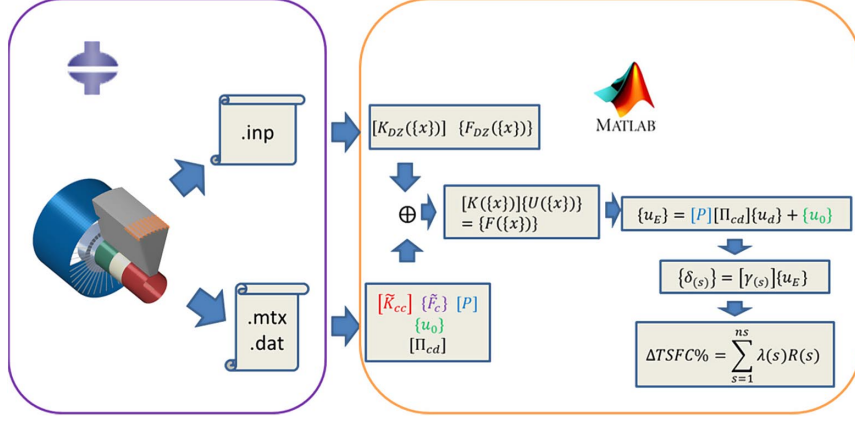 .inp
.mtx
.dat
[K_{DZ}({x})] {F_{DZ}({x})}
MATLAB
⊕
[K({x})]{U({x})}
= {F({x})}
{u_E} = [P][Π_{cd}]{u_d} + {u_0}
[K̃_{cc}] {F̃_c} [P]
{u_0}
[Π_{cd}]
{δ_{(s)}} = [γ_{(s)}]{u_E}
ΔTSFC% = \sum_{s=1}^{ns} λ(s)R(s)